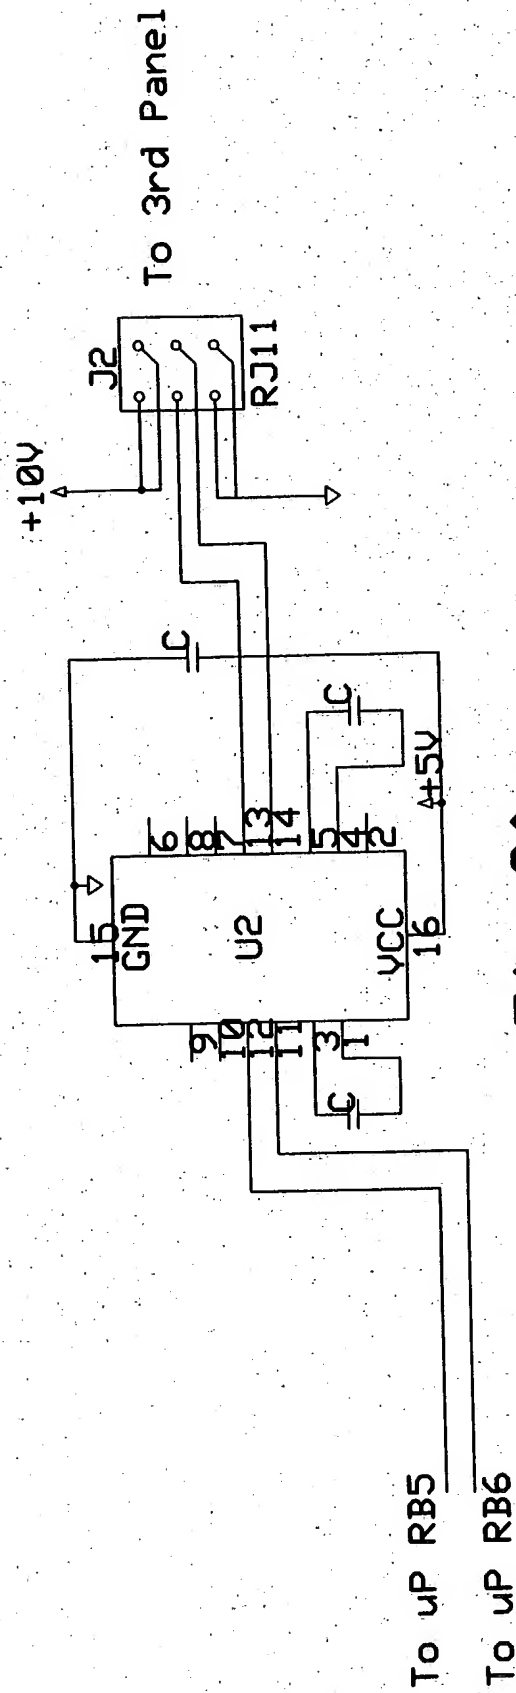 +10V
J2
To 3rd Panel
RJ11
C
C
+5V
6
8
7
13
14
5
4
2
15
GND
U2
VCC
16
9
10
12
11
3
1
C
To uP RB5
To uP RB6